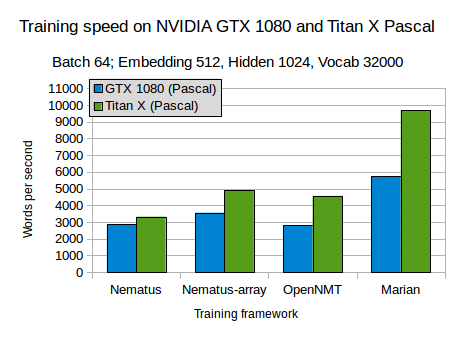 Training speed on NVIDIA GTX 1080 and Titan X Pascal
Batch 64; Embedding 512, Hidden 1024, Vocab 32000
GTX 1080 (Pascal)
Titan X (Pascal)
Words per second
11000
10000
9000
8000
7000
6000
5000
4000
3000
2000
1000
0
Nematus
Nematus-array
OpenNMT
Marian
Training framework